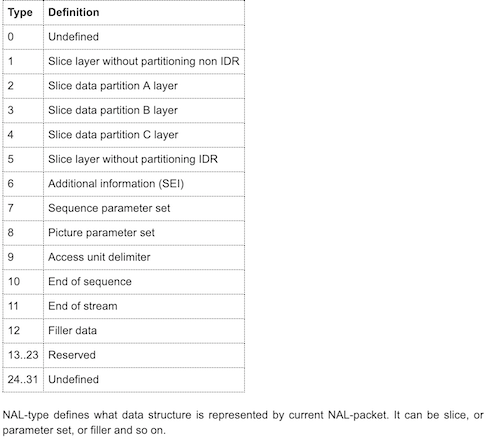 Type Definition
0 Undefined
1 Slice layer without partitioning non IDR
2 Slice data partition A layer
3 Slice data partition B layer
4 Slice data partition C layer
5 Slice layer without partitioning IDR
6 Additional information (SEI)
7 Sequence parameter set
8 Picture parameter set
9 Access unit delimiter
10 End of sequence
11 End of stream
12 Filler data
13..23 Reserved
24..31 Undefined
NAL-type defines what data structure is represented by current NAL-packet. It can be slice, or
parameter set, or filler and so on.